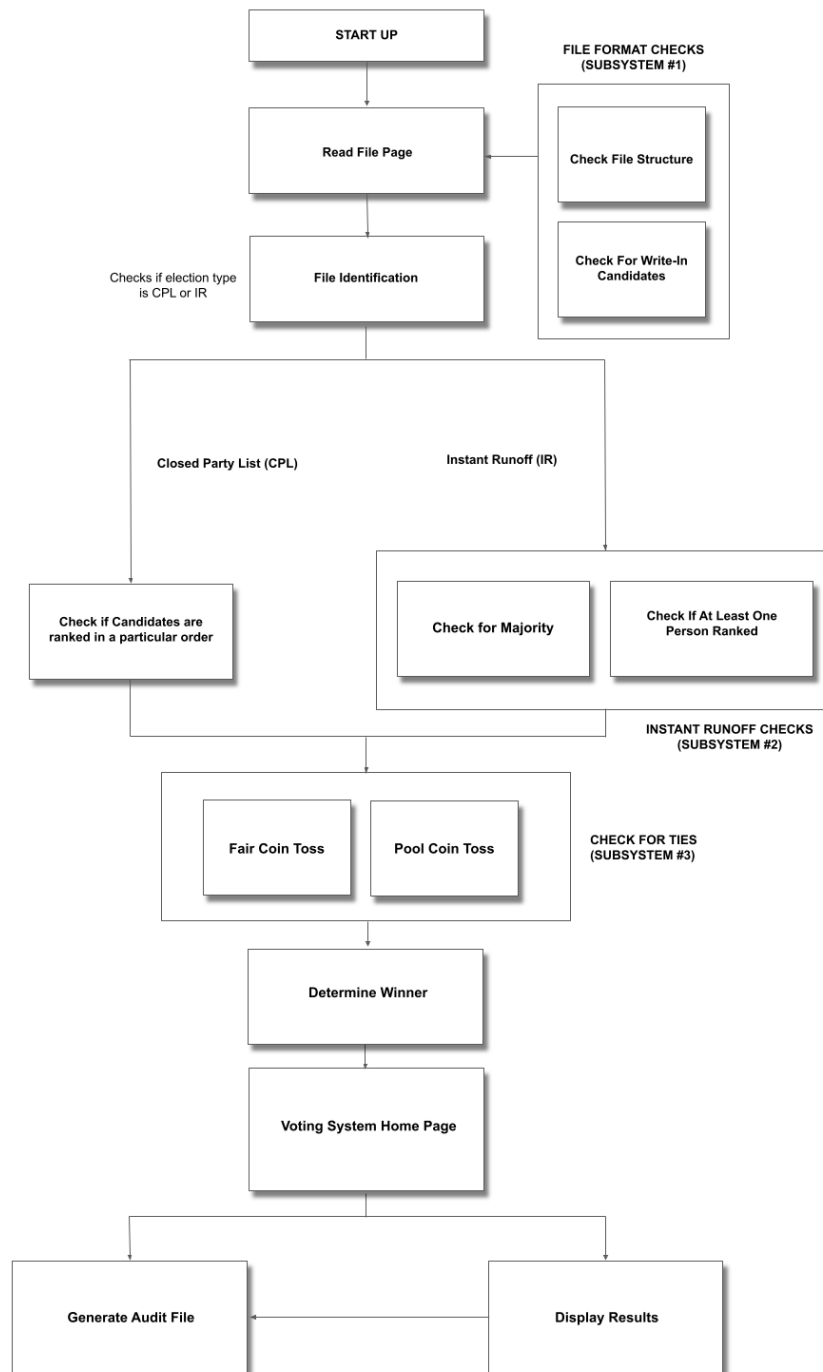 START UP
FILE FORMAT CHECKS
(SUBSYSTEM #1)
Read File Page
Check File Structure
Check For Write-In
Candidates
Checks if election type
is CPL or IR
File Identification
Closed Party List (CPL)
Instant Runoff (IR)
Check if Candidates are
ranked in a particular order
Check for Majority
Check If At Least One
Person Ranked
INSTANT RUNOFF CHECKS
(SUBSYSTEM #2)
Fair Coin Toss
Pool Coin Toss
CHECK FOR TIES
(SUBSYSTEM #3)
Determine Winner
Voting System Home Page
Generate Audit File
Display Results